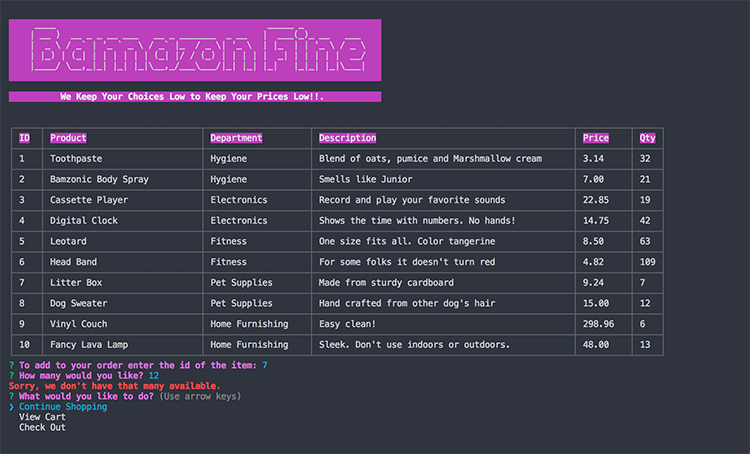 Bamazon Fine
We Keep Your Choices Low to Keep Your Prices Low!!.
ID Product Department Description Price Qty
1 Toothpaste Hygiene Blend of oats, pumice and Marshmallow cream 3.14 32
2 Bamzonic Body Spray Hygiene Smells like Junior 7.00 21
3 Cassette Player Electronics Record and play your favorite sounds 22.85 19
4 Digital Clock Electronics Shows the time with numbers. No hands! 14.75 42
5 Leotard Fitness One size fits all. Color tangerine 8.50 63
6 Head Band Fitness For some folks it doesn't turn red 4.82 109
7 Litter Box Pet Supplies Made from sturdy cardboard 9.24 7
8 Dog Sweater Pet Supplies Hand crafted from other dog's hair 15.00 12
9 Vinyl Couch Home Furnishing Easy clean! 298.96 6
10 Fancy Lava Lamp Home Furnishing Sleek. Don't use indoors or outdoors. 48.00 13
? To add to your order enter the id of the item: 7
? How many would you like? 12
Sorry, we don't have that many available.
? What would you like to do? (Use arrow keys)
❯ Continue Shopping
View Cart
Check Out